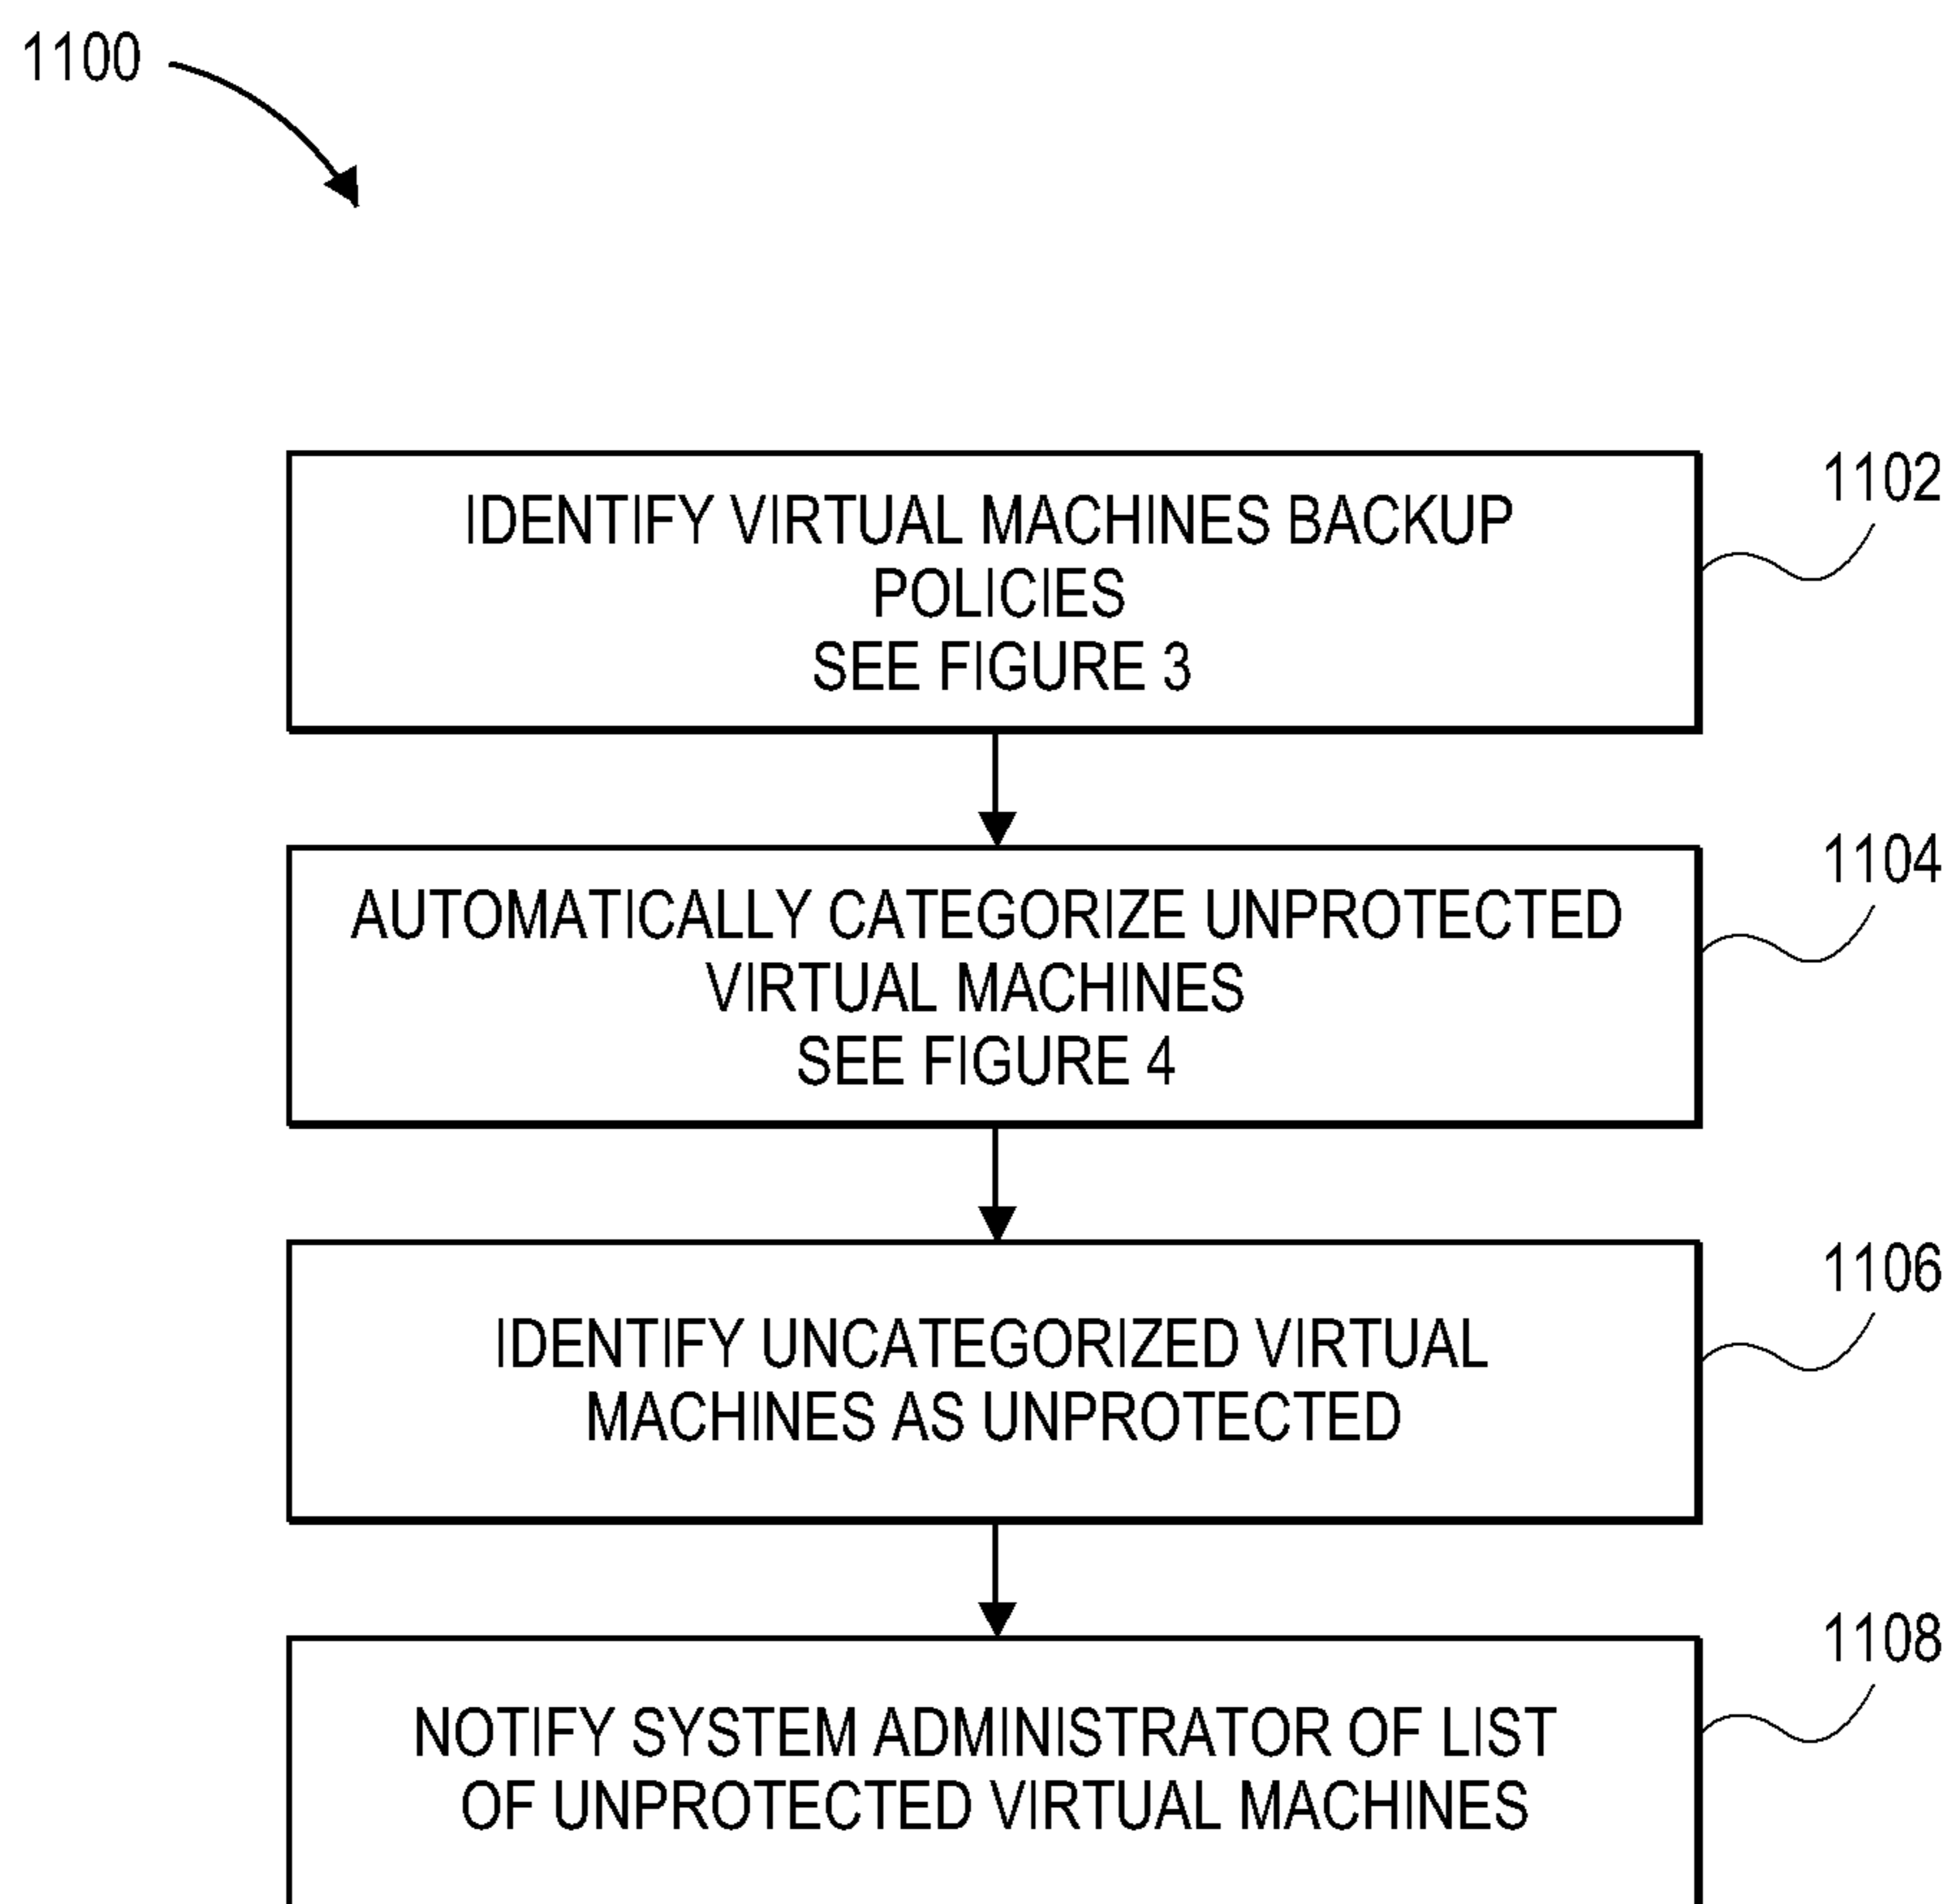 1100
IDENTIFY VIRTUAL MACHINES BACKUP
POLICIES
SEE FIGURE 3
1102
AUTOMATICALLY CATEGORIZE UNPROTECTED
VIRTUAL MACHINES
SEE FIGURE 4
1104
IDENTIFY UNCATEGORIZED VIRTUAL
MACHINES AS UNPROTECTED
1106
NOTIFY SYSTEM ADMINISTRATOR OF LIST
OF UNPROTECTED VIRTUAL MACHINES
1108